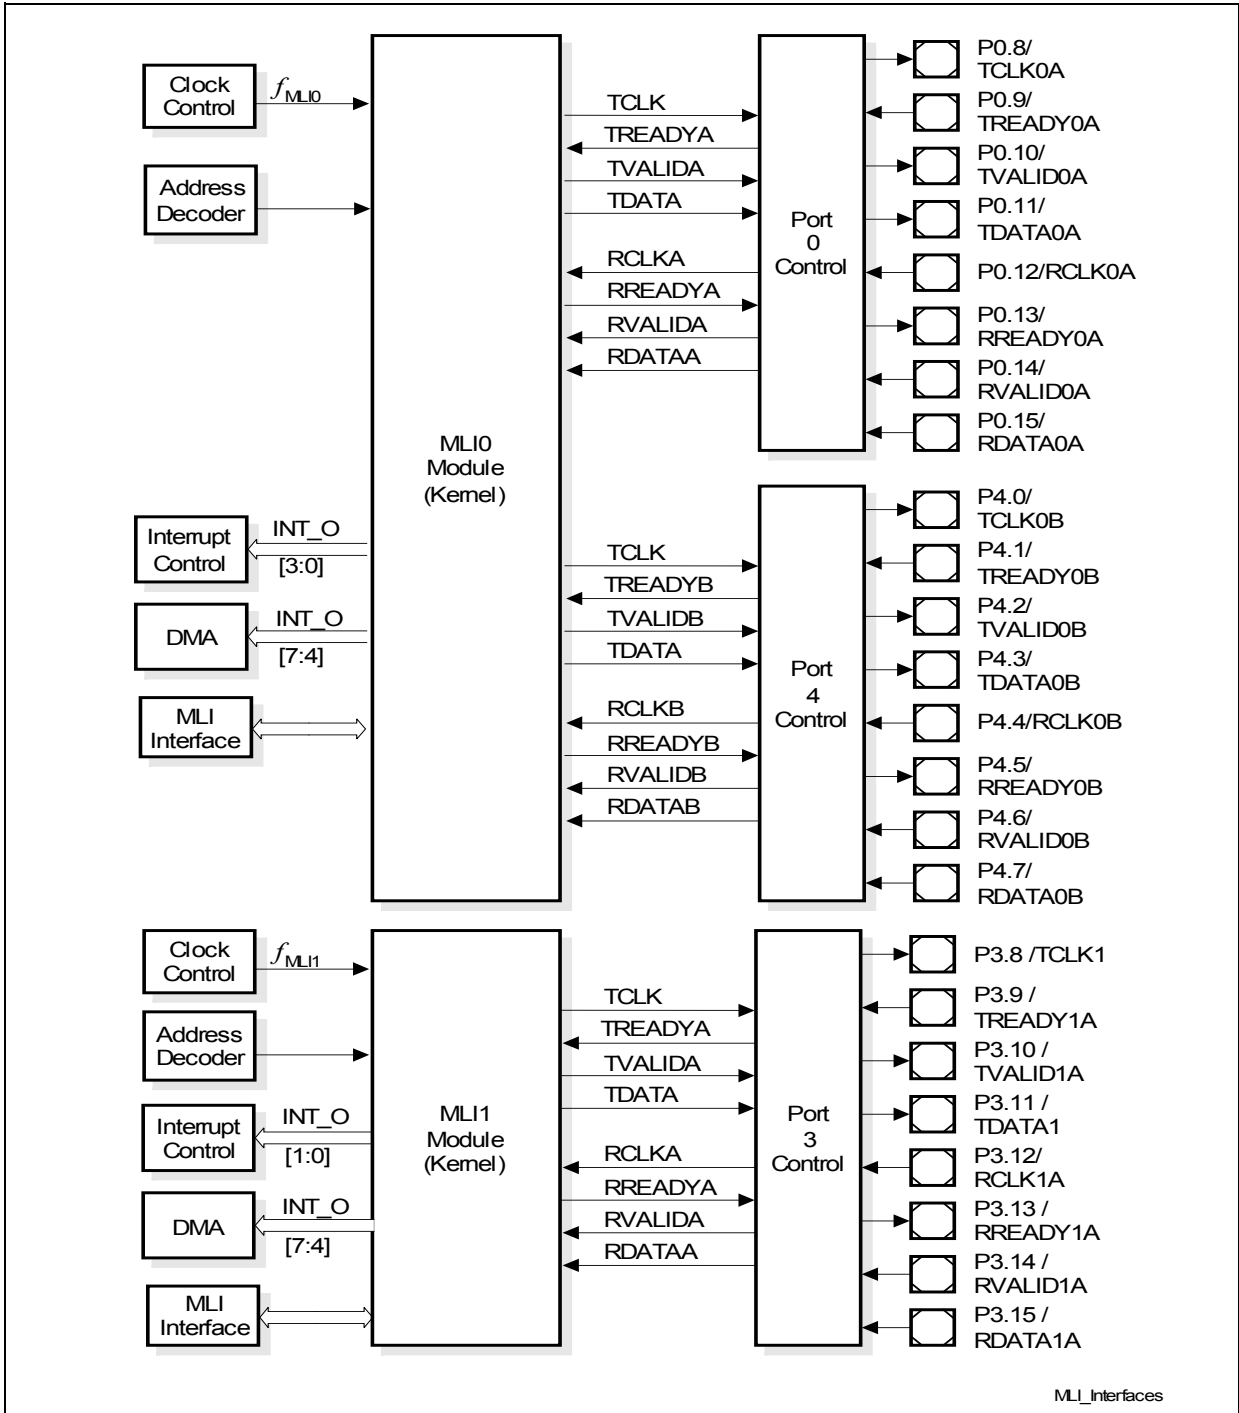 Clock
Control
fMLI0
Address
Decoder
MLI0
Module
(Kernel)
Interrupt
Control
INT_O
[3:0]
DMA
INT_O
[7:4]
MLI
Interface
TCLK
TREADYA
TVALIDA
TDATA
RCLKA
RREADYA
RVALIDA
RDATAA
Port
0
Control
P0.8/
TCLK0A
P0.9/
TREADY0A
P0.10/
TVALID0A
P0.11/
TDATA0A
P0.12/RCLK0A
P0.13/
RREADY0A
P0.14/
RVALID0A
P0.15/
RDATA0A
TCLK
TREADYB
TVALIDB
TDATA
RCLKB
RREADYB
RVALIDB
RDATAB
Port
4
Control
P4.0/
TCLK0B
P4.1/
TREADY0B
P4.2/
TVALID0B
P4.3/
TDATA0B
P4.4/RCLK0B
P4.5/
RREADY0B
P4.6/
RVALID0B
P4.7/
RDATA0B
Clock
Control
fMLI1
Address
Decoder
Interrupt
Control
INT_O
[1:0]
DMA
INT_O
[7:4]
MLI
Interface
MLI1
Module
(Kernel)
TCLK
TREADYA
TVALIDA
TDATA
RCLKA
RREADYA
RVALIDA
RDATAA
Port
3
Control
P3.8 /TCLK1
P3.9 /
TREADY1A
P3.10 /
TVALID1A
P3.11 /
TDATA1
P3.12/
RCLK1A
P3.13 /
RREADY1A
P3.14 /
RVALID1A
P3.15 /
RDATA1A
MLI_Interfaces